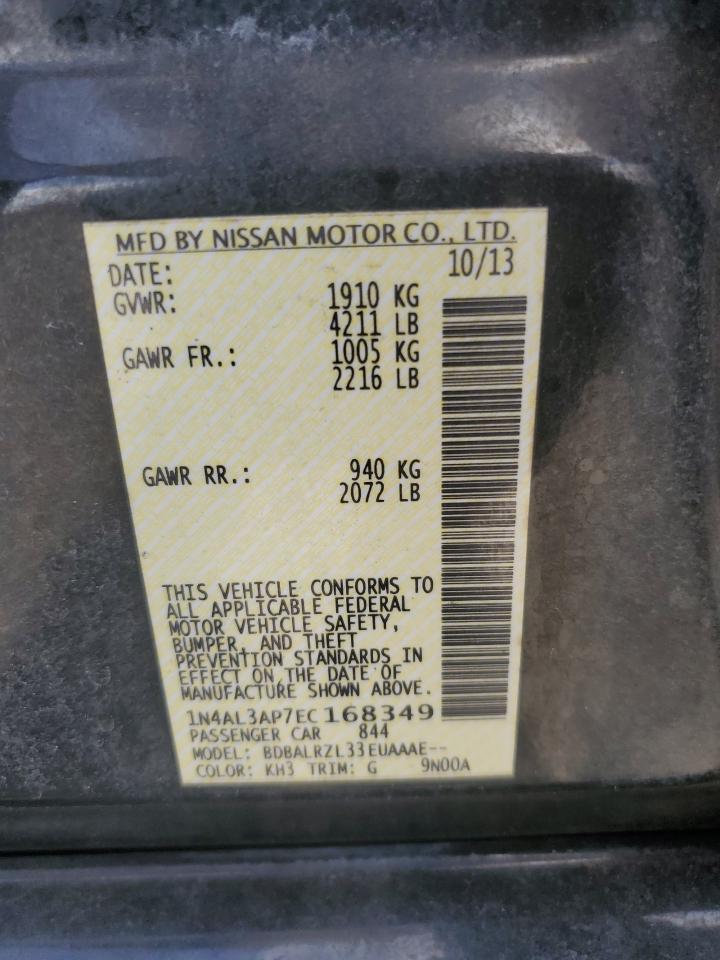 MFD BY NISSAN MOTOR CO., LTD.
DATE: 10/13
GVWR: 1910 KG
4211 LB
GAWR FR.: 1005 KG
2216 LB
GAWR RR.: 940 KG
2072 LB
THIS VEHICLE CONFORMS TO
ALL APPLICABLE FEDERAL
MOTOR VEHICLE SAFETY,
BUMPER, AND THEFT
PREVENTION STANDARDS IN
EFFECT ON THE DATE OF
MANUFACTURE SHOWN ABOVE.
1N4AL3AP7EC168349
PASSENGER CAR 844
MODEL: BDBALRZL33EUAAAE--
COLOR: KH3 TRIM: G 9N00A